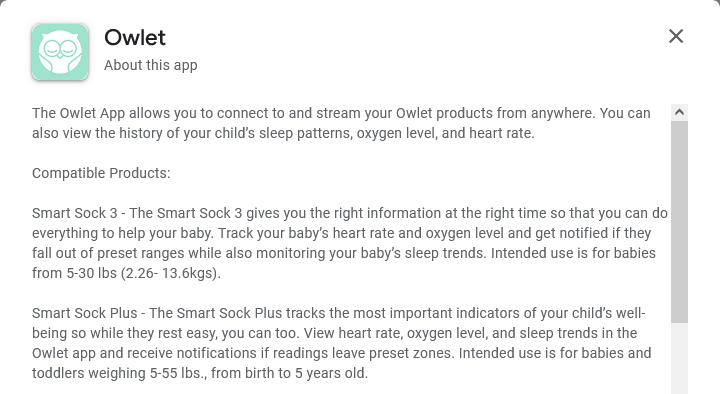 Owlet
About this app
The Owlet App allows you to connect to and stream your Owlet products from anywhere. You can
also view the history of your child’s sleep patterns, oxygen level, and heart rate.
Compatible Products:
Smart Sock 3 - The Smart Sock 3 gives you the right information at the right time so that you can do
everything to help your baby. Track your baby’s heart rate and oxygen level and get notified if they
fall out of preset ranges while also monitoring your baby’s sleep trends. Intended use is for babies
from 5-30 lbs (2.26- 13.6kgs).
Smart Sock Plus - The Smart Sock Plus tracks the most important indicators of your child’s well-
being so while they rest easy, you can too. View heart rate, oxygen level, and sleep trends in the
Owlet app and receive notifications if readings leave preset zones. Intended use is for babies and
toddlers weighing 5-55 lbs., from birth to 5 years old.